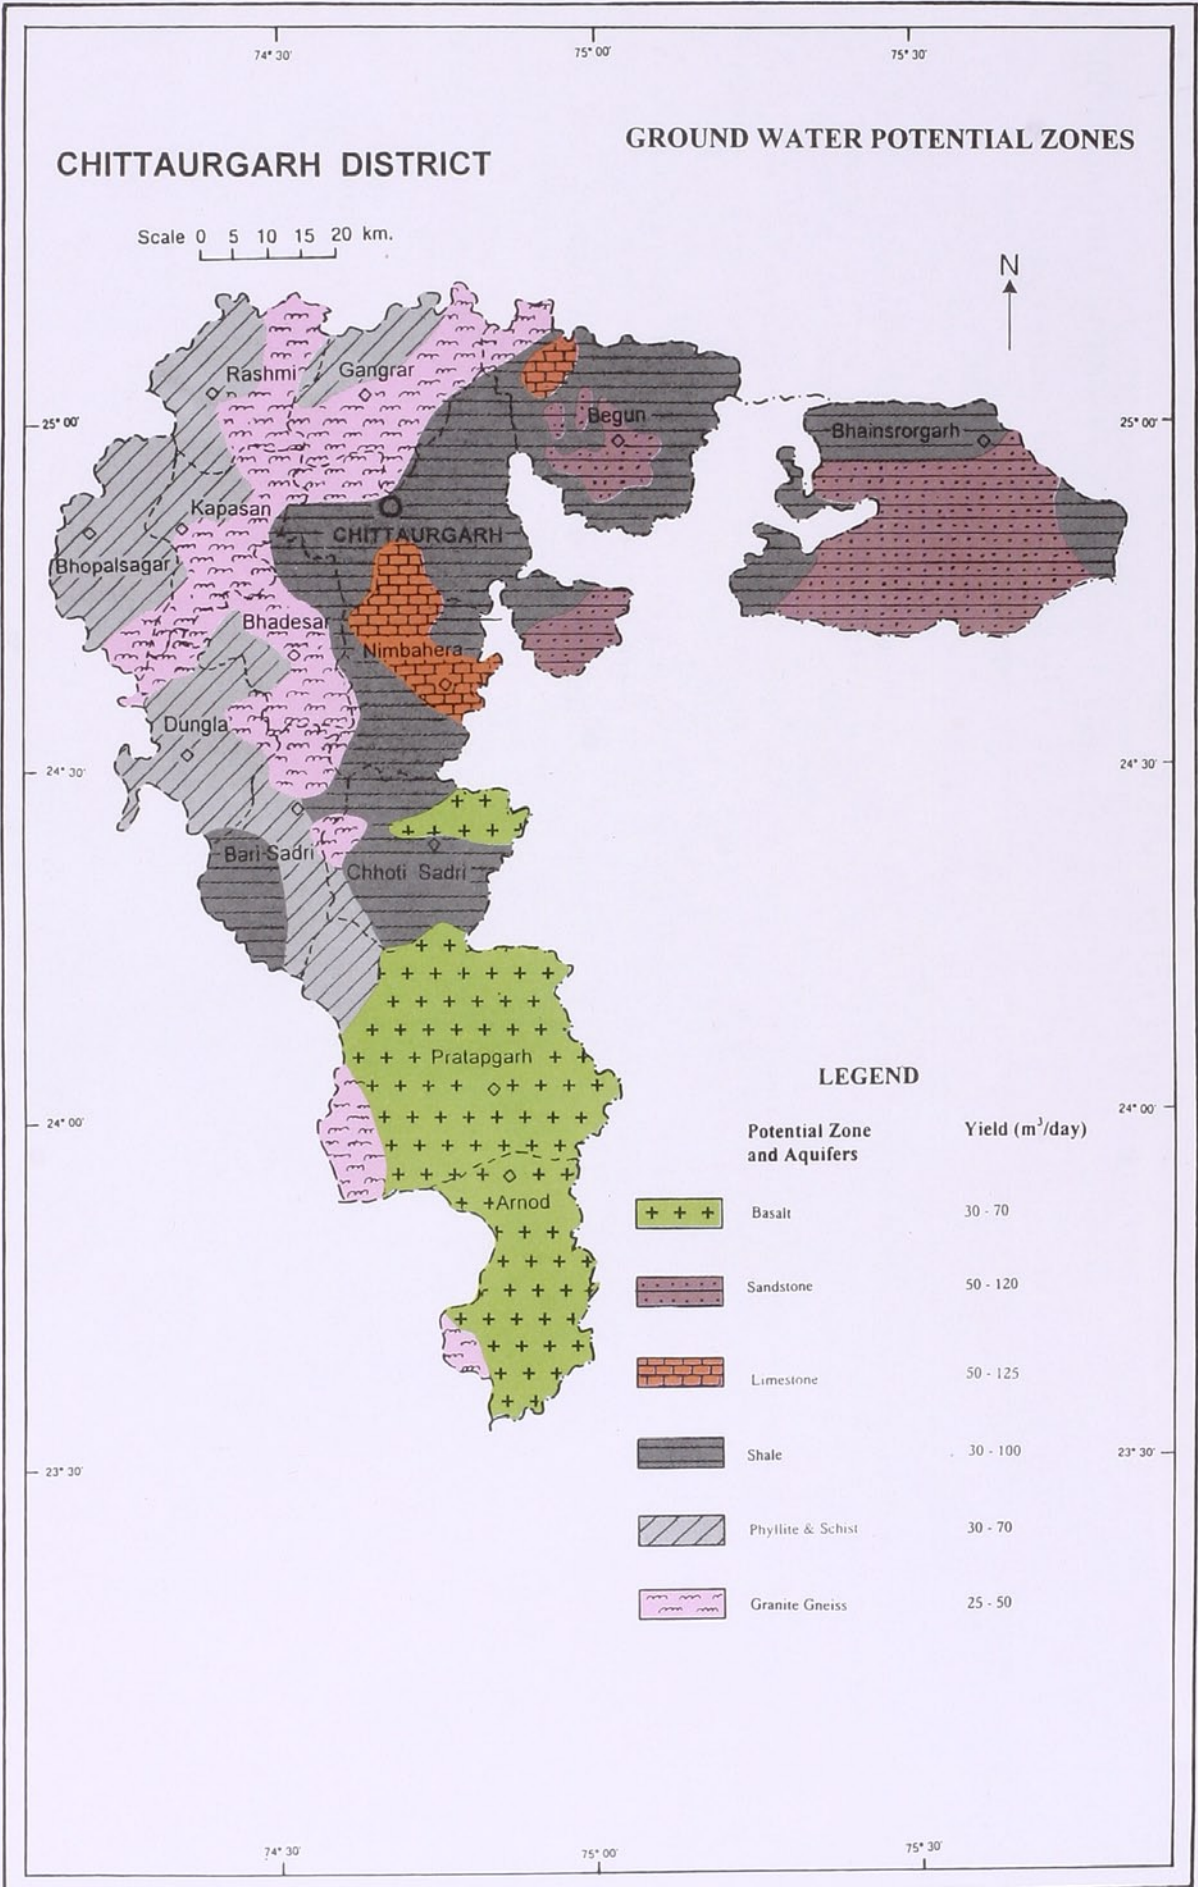 74° 30'
75° 00'
75° 30'
GROUND WATER POTENTIAL ZONES
CHITTAURGARH DISTRICT
Scale 0 5 10 15 20 km.
N
Rashmi
Gangrar
25° 00'
Begun
Bhainsrorgarh
25° 00'
Kapasan
CHITTAURGARH
Bhopalsagar
Bhadesar
Nimbahera
Dungla
24° 30'
24° 30'
Bari Sadri
Chhoti Sadri
Pratapgarh
LEGEND
24° 00'
24° 00'
Potential Zone
and Aquifers
Yield (m³/day)
Arnod
Basalt 30 - 70
Sandstone 50 - 120
Limestone 50 - 125
Shale 30 - 100
23° 30'
23° 30'
Phyllite & Schist 30 - 70
Granite Gneiss 25 - 50
74° 30'
75° 00'
75° 30'